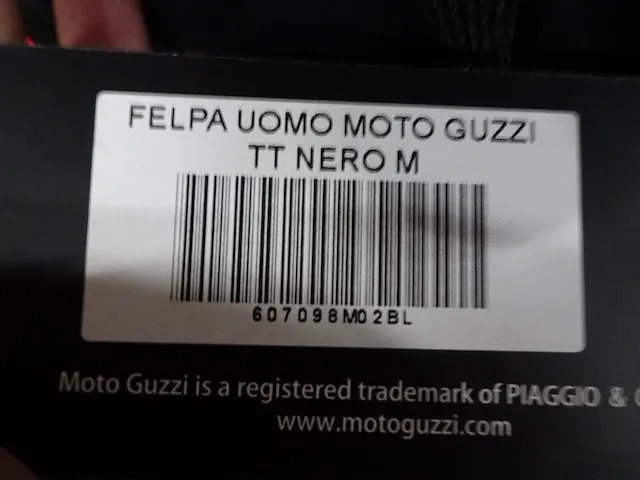 FELPA UOMO MOTO GUZZI
TT NERO M
607098M02BL
Moto Guzzi is a registered trademark of PIAGGIO &
www.motoguzzi.com